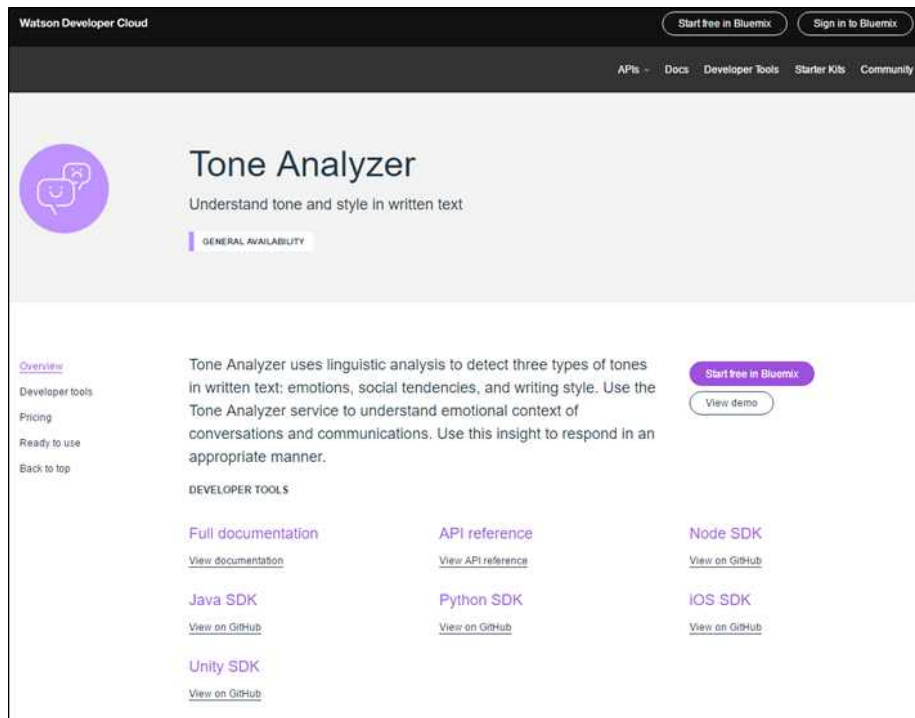 Watson Developer Cloud
Start free in Bluemix
Sign in to Bluemix
APIs
Docs
Developer Tools
Starter Kits
Community
Tone Analyzer
Understand tone and style in written text
GENERAL AVAILABILITY
Overview
Developer tools
Pricing
Ready to use
Back to top
Tone Analyzer uses linguistic analysis to detect three types of tones
in written text: emotions, social tendencies, and writing style. Use the
Tone Analyzer service to understand emotional context of
conversations and communications. Use this insight to respond in an
appropriate manner.
Start free in Bluemix
View demo
DEVELOPER TOOLS
Full documentation
View documentation
API reference
View API reference
Node SDK
View on GitHub
Java SDK
View on GitHub
Python SDK
View on GitHub
iOS SDK
View on GitHub
Unity SDK
View on GitHub